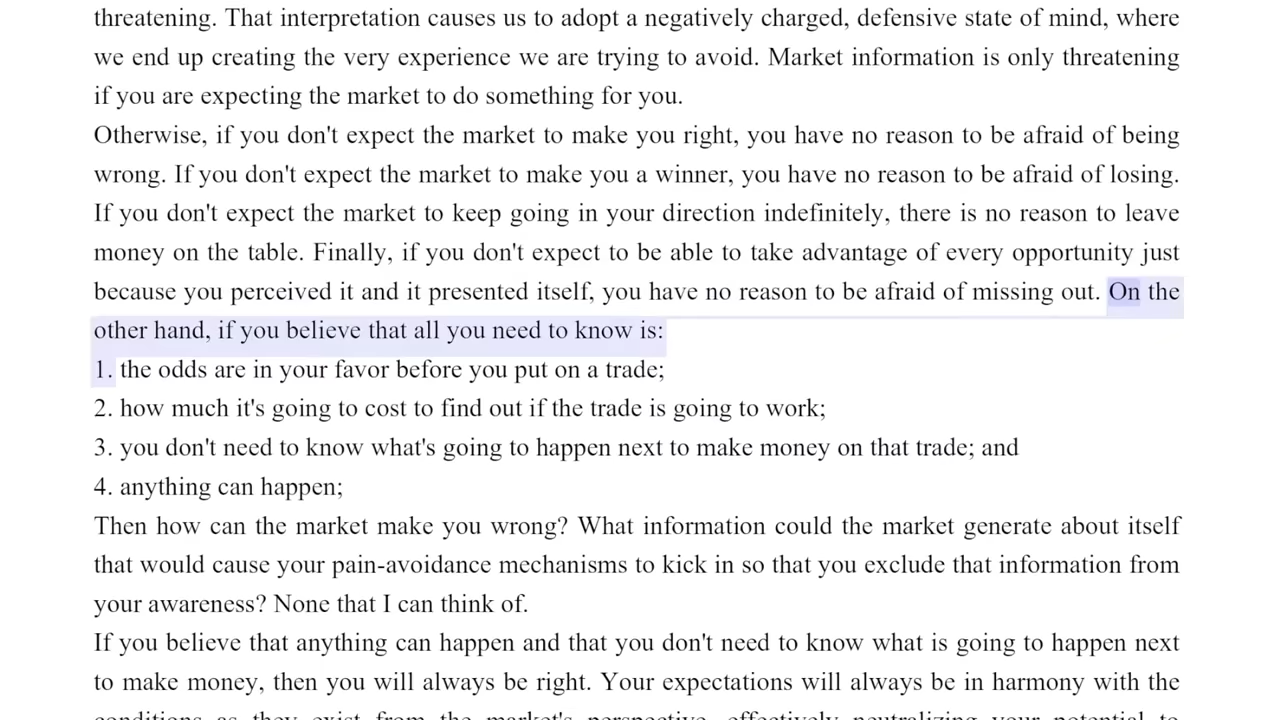 threatening. That interpretation causes us to adopt a negatively charged, defensive state of mind, where
we end up creating the very experience we are trying to avoid. Market information is only threatening
if you are expecting the market to do something for you.
Otherwise, if you don't expect the market to make you right, you have no reason to be afraid of being
wrong. If you don't expect the market to make you a winner, you have no reason to be afraid of losing.
If you don't expect the market to keep going in your direction indefinitely, there is no reason to leave
money on the table. Finally, if you don't expect to be able to take advantage of every opportunity just
because you perceived it and it presented itself, you have no reason to be afraid of missing out. On the
other hand, if you believe that all you need to know is:
1. the odds are in your favor before you put on a trade;
2. how much it's going to cost to find out if the trade is going to work;
3. you don't need to know what's going to happen next to make money on that trade; and
4. anything can happen;
Then how can the market make you wrong? What information could the market generate about itself
that would cause your pain-avoidance mechanisms to kick in so that you exclude that information from
your awareness? None that I can think of.
If you believe that anything can happen and that you don't need to know what is going to happen next
to make money, then you will always be right. Your expectations will always be in harmony with the
conditions as they exist from the market's perspective, effectively neutralizing your potential to